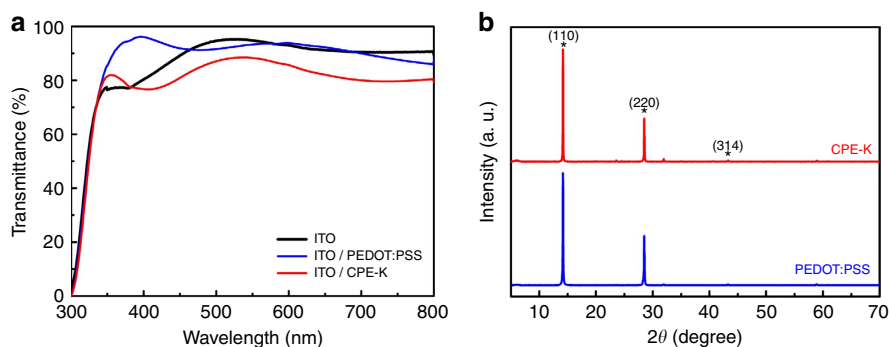 a
Transmittance (%)
100
80
60
40
20
0
ITO
ITO / PEDOT:PSS
ITO / CPE-K
300 400 500 600 700 800
Wavelength (nm)
b
Intensity (a. u.)
(110)
*
(220)
*
(314)
*
CPE-K
PEDOT:PSS
10 20 30 40 50 60 70
2θ (degree)